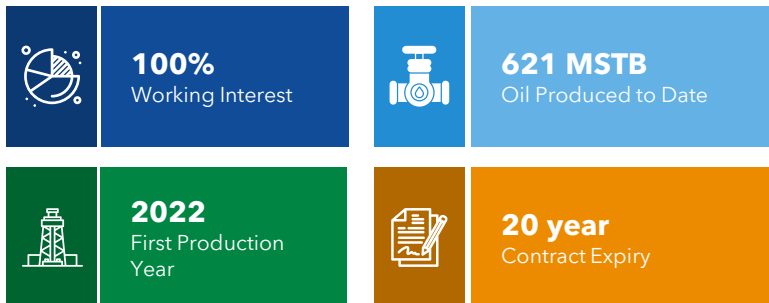 100%
Working Interest
621 MSTB
Oil Produced to Date
2022
First Production
Year
20 year
Contract Expiry